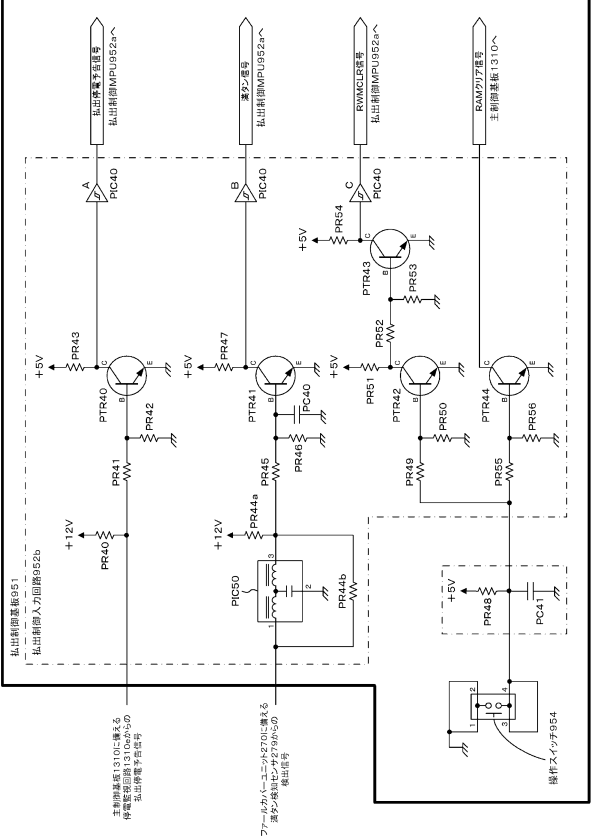 払出制御基板951
払出制御入力回路952b
主制御基板1310に備える
停電監視回路1310eからの
払出停電予告信号
+12V
PR40
PR41
PR42
PTR40
B
C
E
+5V
PR43
A
PIC40
払出停電予告信号
払出制御MPU952aへ
ファールカバーユニット270に備える
満タン検知センサ279からの
検出信号
PIC50
1
2
3
PR44b
+12V
PR44a
PR45
PR46
PC40
PTR41
B
C
E
+5V
PR47
B
PIC40
満タン信号
払出制御MPU952aへ
PR49
PR50
PTR42
B
C
E
+5V
PR51
PR52
PR53
PTR43
B
C
E
+5V
PR54
C
PIC40
RWMCLR信号
払出制御MPU952aへ
操作スイッチ954
1
2
3
4
+5V
PR48
PC41
PR55
PR56
PTR44
B
C
E
RAMクリア信号
主制御基板1310へ